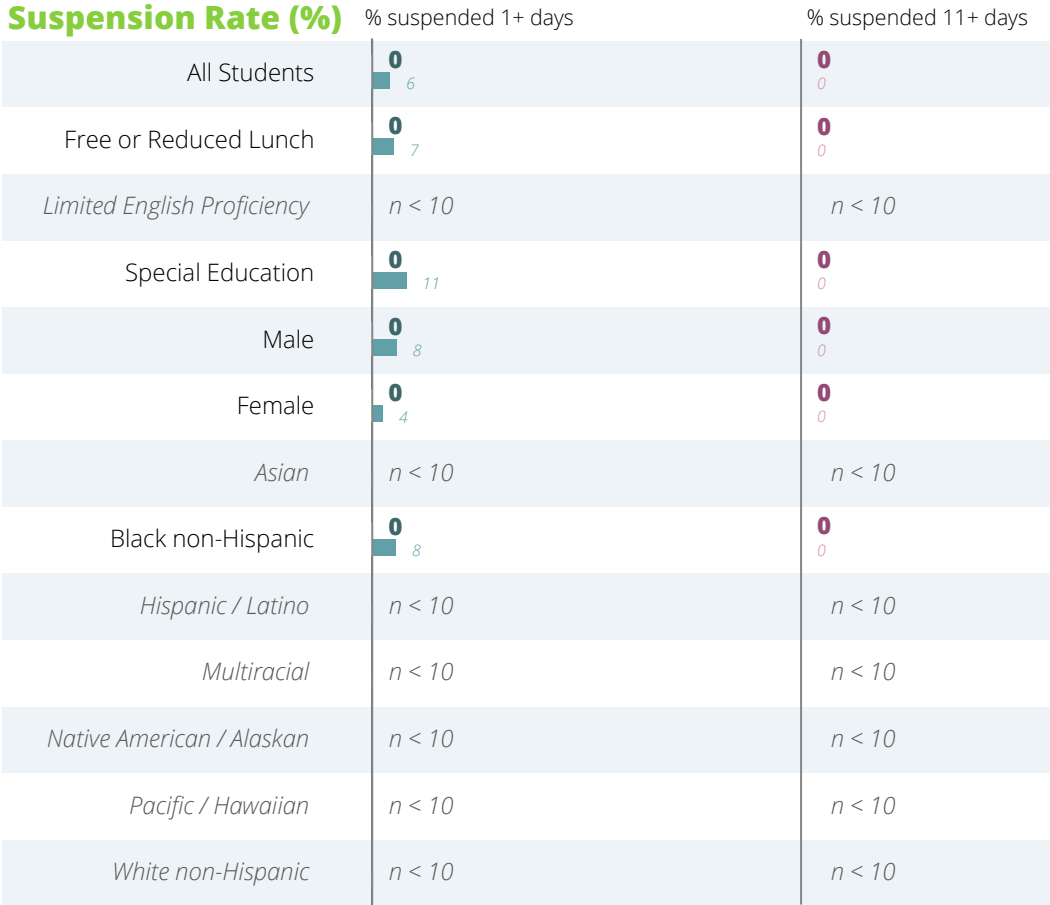 Suspension Rate (%) % suspended 1+ days % suspended 11+ days
All Students 0 0
6 0
Free or Reduced Lunch 0 0
7 0
Limited English Proficiency n < 10 n < 10
Special Education 0 0
11 0
Male 0 0
8 0
Female 0 0
4 0
Asian n < 10 n < 10
Black non-Hispanic 0 0
8 0
Hispanic / Latino n < 10 n < 10
Multiracial n < 10 n < 10
Native American / Alaskan n < 10 n < 10
Pacific / Hawaiian n < 10 n < 10
White non-Hispanic n < 10 n < 10